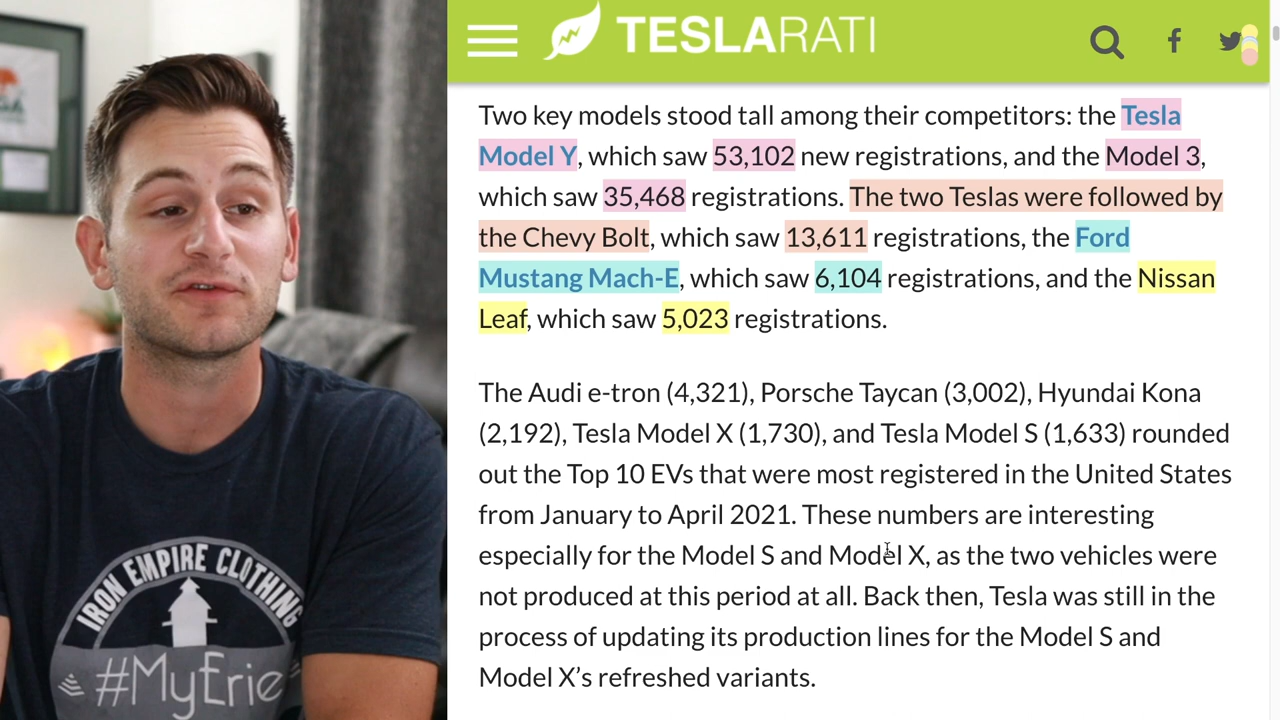 TESLARATI
Two key models stood tall among their competitors: the Tesla
Model Y, which saw 53,102 new registrations, and the Model 3,
which saw 35,468 registrations. The two Teslas were followed by
the Chevy Bolt, which saw 13,611 registrations, the Ford
Mustang Mach-E, which saw 6,104 registrations, and the Nissan
Leaf, which saw 5,023 registrations.
The Audi e-tron (4,321), Porsche Taycan (3,002), Hyundai Kona
(2,192), Tesla Model X (1,730), and Tesla Model S (1,633) rounded
out the Top 10 EVs that were most registered in the United States
from January to April 2021. These numbers are interesting
especially for the Model S and Model X, as the two vehicles were
not produced at this period at all. Back then, Tesla was still in the
process of updating its production lines for the Model S and
Model X’s refreshed variants.
IRON EMPIRE CLOTHING
#MyErie